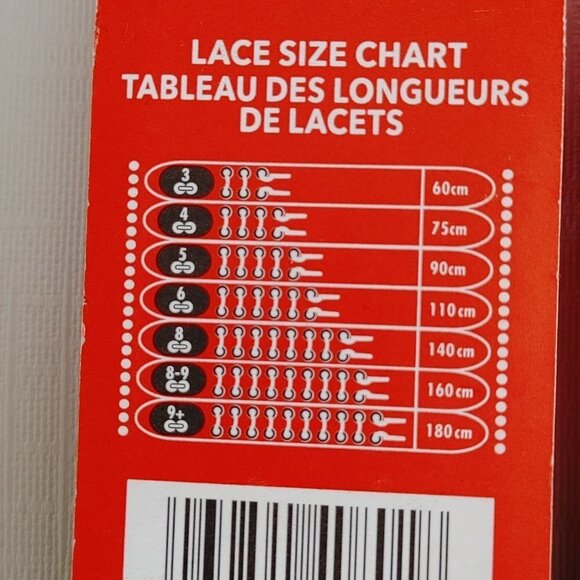 LACE SIZE CHART
TABLEAU DES LONGUEURS
DE LACETS
3 60cm
4 75cm
5 90cm
6 110cm
8 140cm
8-9 160cm
9+ 180cm